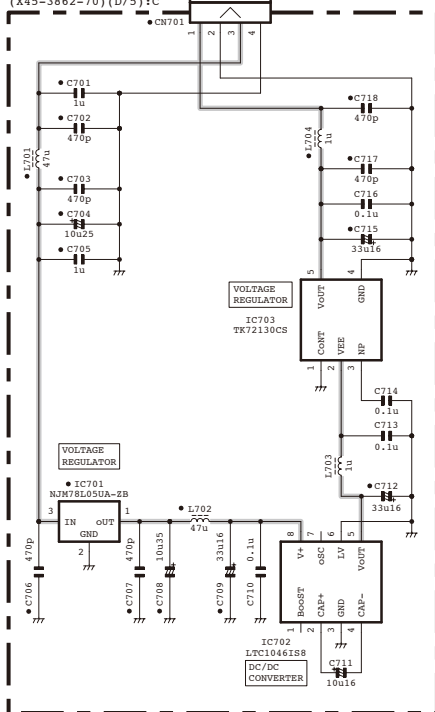 (X45-3862-70)(D/5):C
CN701
1 2 3 4
C701
1u
C702
470p
L701
47u
C703
470p
C704
10u25
C705
1u
C718
470p
L704
1u
C717
470p
C716
0.1u
C715
33u16
5 4
VOLTAGE
REGULATOR
VoUT GND
IC703
TK72130CS
CoNT VEE NP
1 2 3
C714
0.1u
C713
0.1u
L703
1u
C712
33u16
VOLTAGE
REGULATOR
IC701
NJM78L05UA-ZB
3 IN oUT 1
GND
2
L702
47u
470p
C706
470p
C707
10u35
C708
33u16
C709
0.1u
C710
8 7 6 5
V+ oSC LV VoUT
BooST CAP+ GND CAP-
1 2 3 4
IC702
LTC1046IS8
DC/DC
CONVERTER
C711
10u16